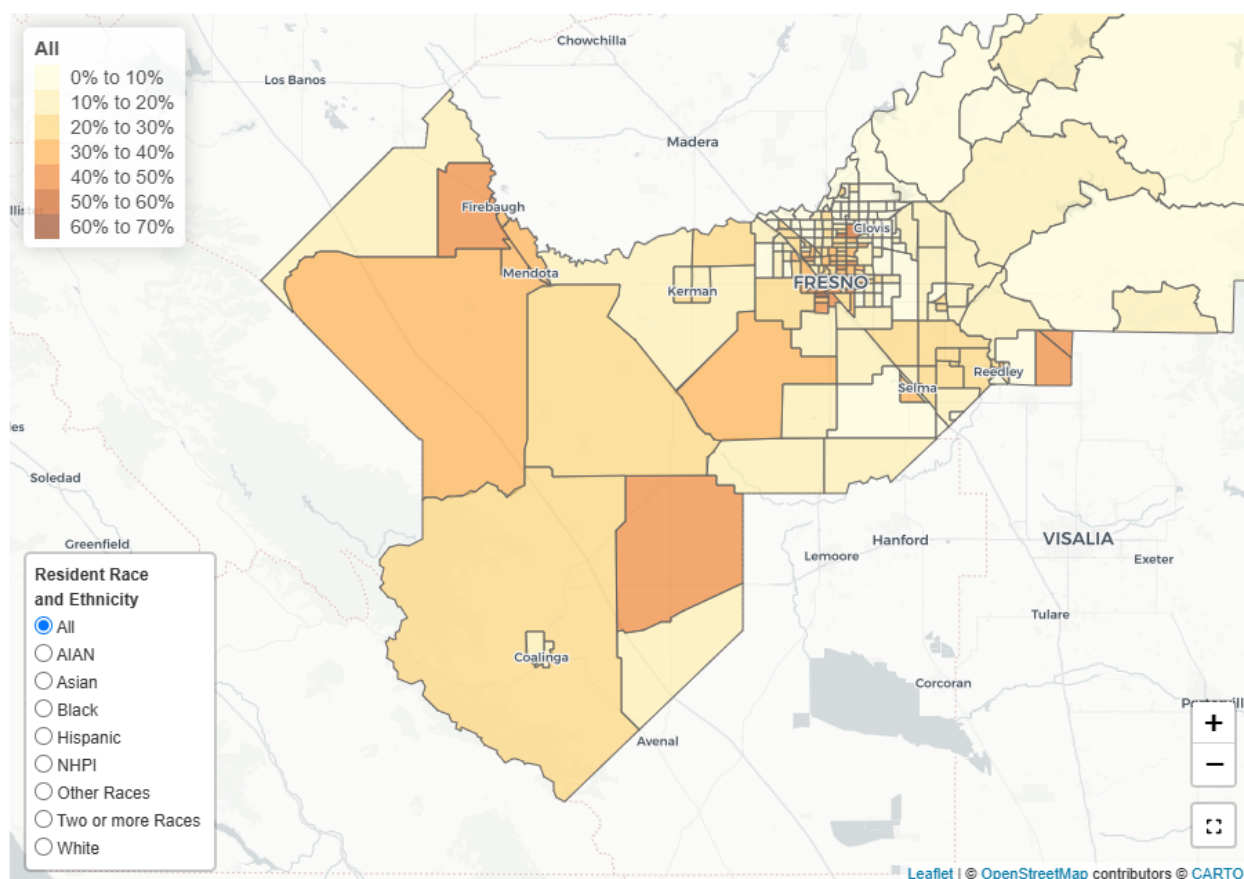 All
0% to 10%
10% to 20%
20% to 30%
30% to 40%
40% to 50%
50% to 60%
60% to 70%
Chowchilla
Los Banos
Madera
Firebaugh
Clovis
Mendota
FRESNO
Kerman
Reedley
Selma
Soledad
Greenfield
Hanford
VISALIA
Lemoore
Exeter
Tulare
Coalinga
Corcoran
Avenal
Resident Race
and Ethnicity
All
AIAN
Asian
Black
Hispanic
NHPI
Other Races
Two or more Races
White
+
−
Leaflet | © OpenStreetMap contributors © CARTO